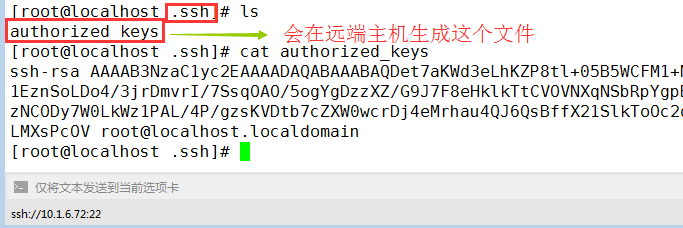 [root@localhost .ssh]# ls
authorized_keys 会在远端主机生成这个文件
[root@localhost .ssh]# cat authorized_keys
ssh-rsa AAAAB3NzaC1yc2EAAAADAQABAAABAQDet7aKWd3eLhKZP8tl+05B5WCFM1+
1EznSoLDo4/3jrDmvrI/7SsqOAO/5ogYgDzzXZ/G9J7F8eHklkTtCVOVNXqNSbRpYgp
zNCODy7W0LkWz1PAL/4P/gzsKVDtb7cZXW0wcrDj4eMrhau4QJ6QsBffX21SlkToOc2
LMXsPcOV root@localhost.localdomain
[root@localhost .ssh]#
仅将文本发送到当前选项卡
ssh://10.1.6.72:22